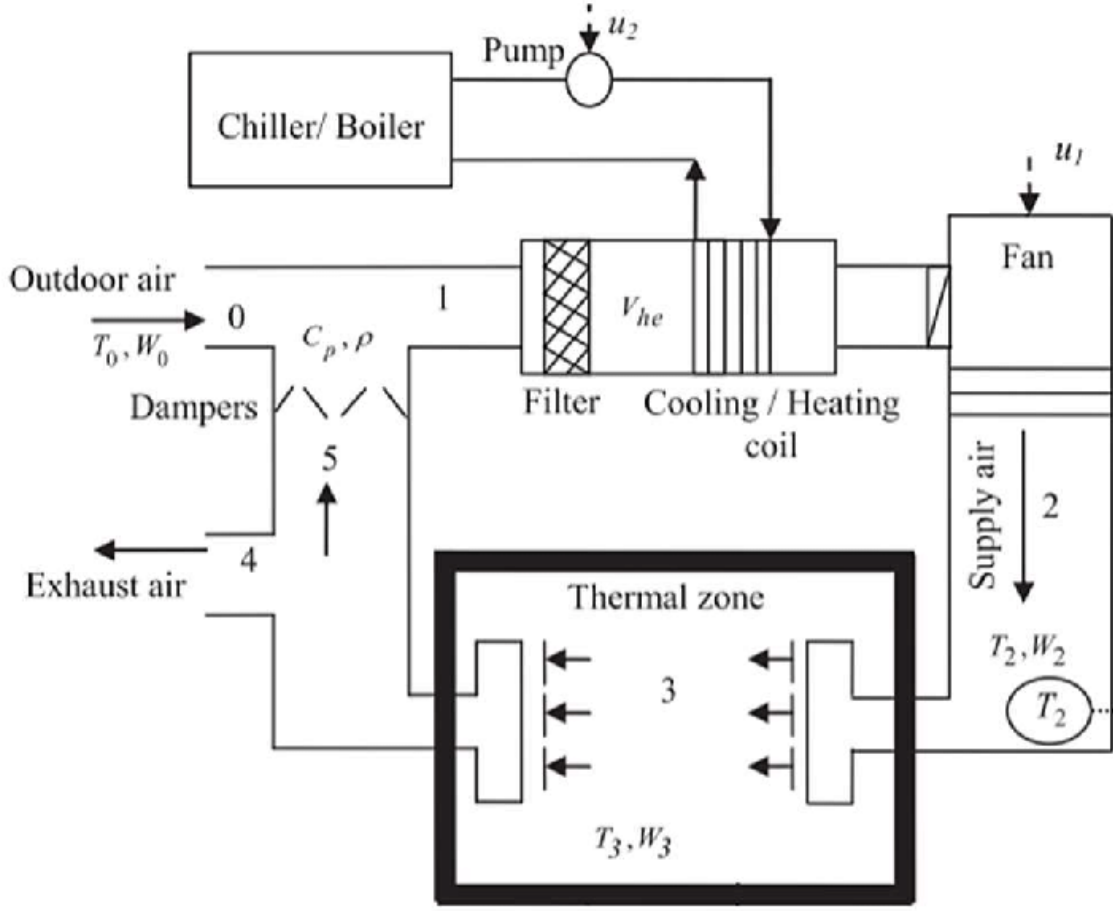 u₂
Pump
Chiller/ Boiler
u₁
Fan
Outdoor air
0
1
T₀, W₀
Cₚ, ρ
Vₕₑ
Dampers
Filter
Cooling / Heating
coil
5
Supply air
2
4
Exhaust air
Thermal zone
T₂, W₂
3
T₂
T₃, W₃